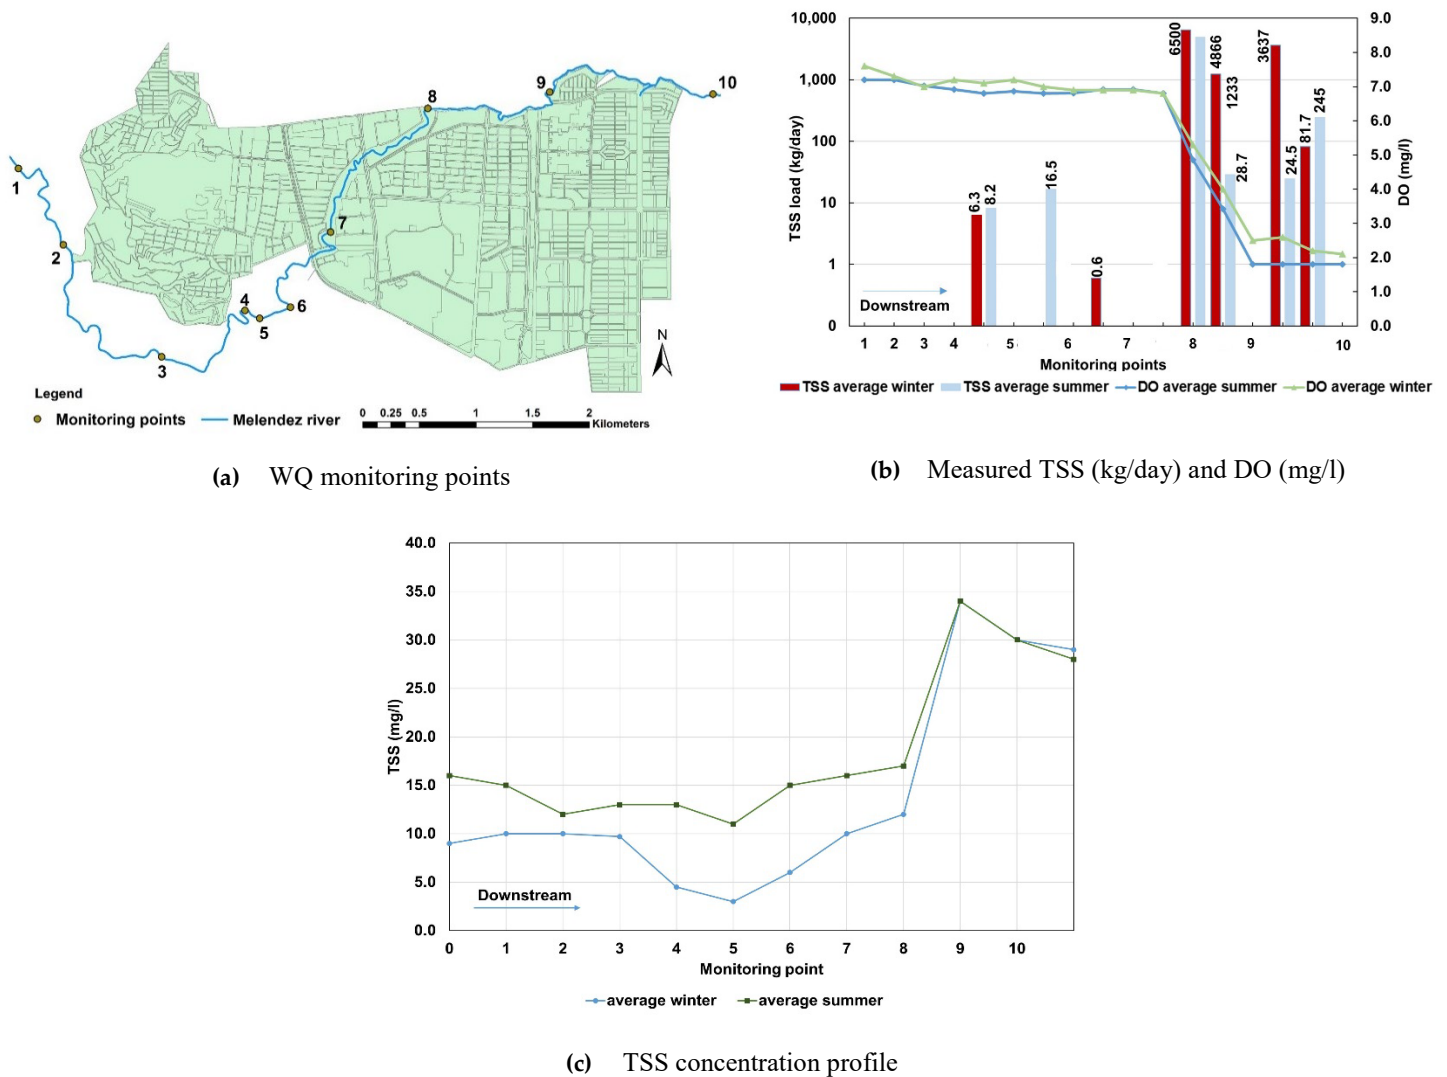 1
2
3
4
5
6
7
8
9
10
N
Legend
Monitoring points
Melendez river
0 0.25 0.5 1 1.5 2
Kilometers
(a) WQ monitoring points
10,000
1,000
100
10
1
0
TSS load (kg/day)
9.0
8.0
7.0
6.0
5.0
4.0
3.0
2.0
1.0
0.0
DO (mg/l)
6.3
8.2
16.5
0.6
6500
4866
1233
28.7
3637
24.5
81.7
245
Downstream
1 2 3 4 5 6 7 8 9 10
Monitoring points
TSS average winter TSS average summer DO average summer DO average winter
(b) Measured TSS (kg/day) and DO (mg/l)
40.0
35.0
30.0
25.0
20.0
15.0
10.0
5.0
0.0
TSS (mg/l)
Downstream
0 1 2 3 4 5 6 7 8 9 10
Monitoring point
average winter average summer
(c) TSS concentration profile